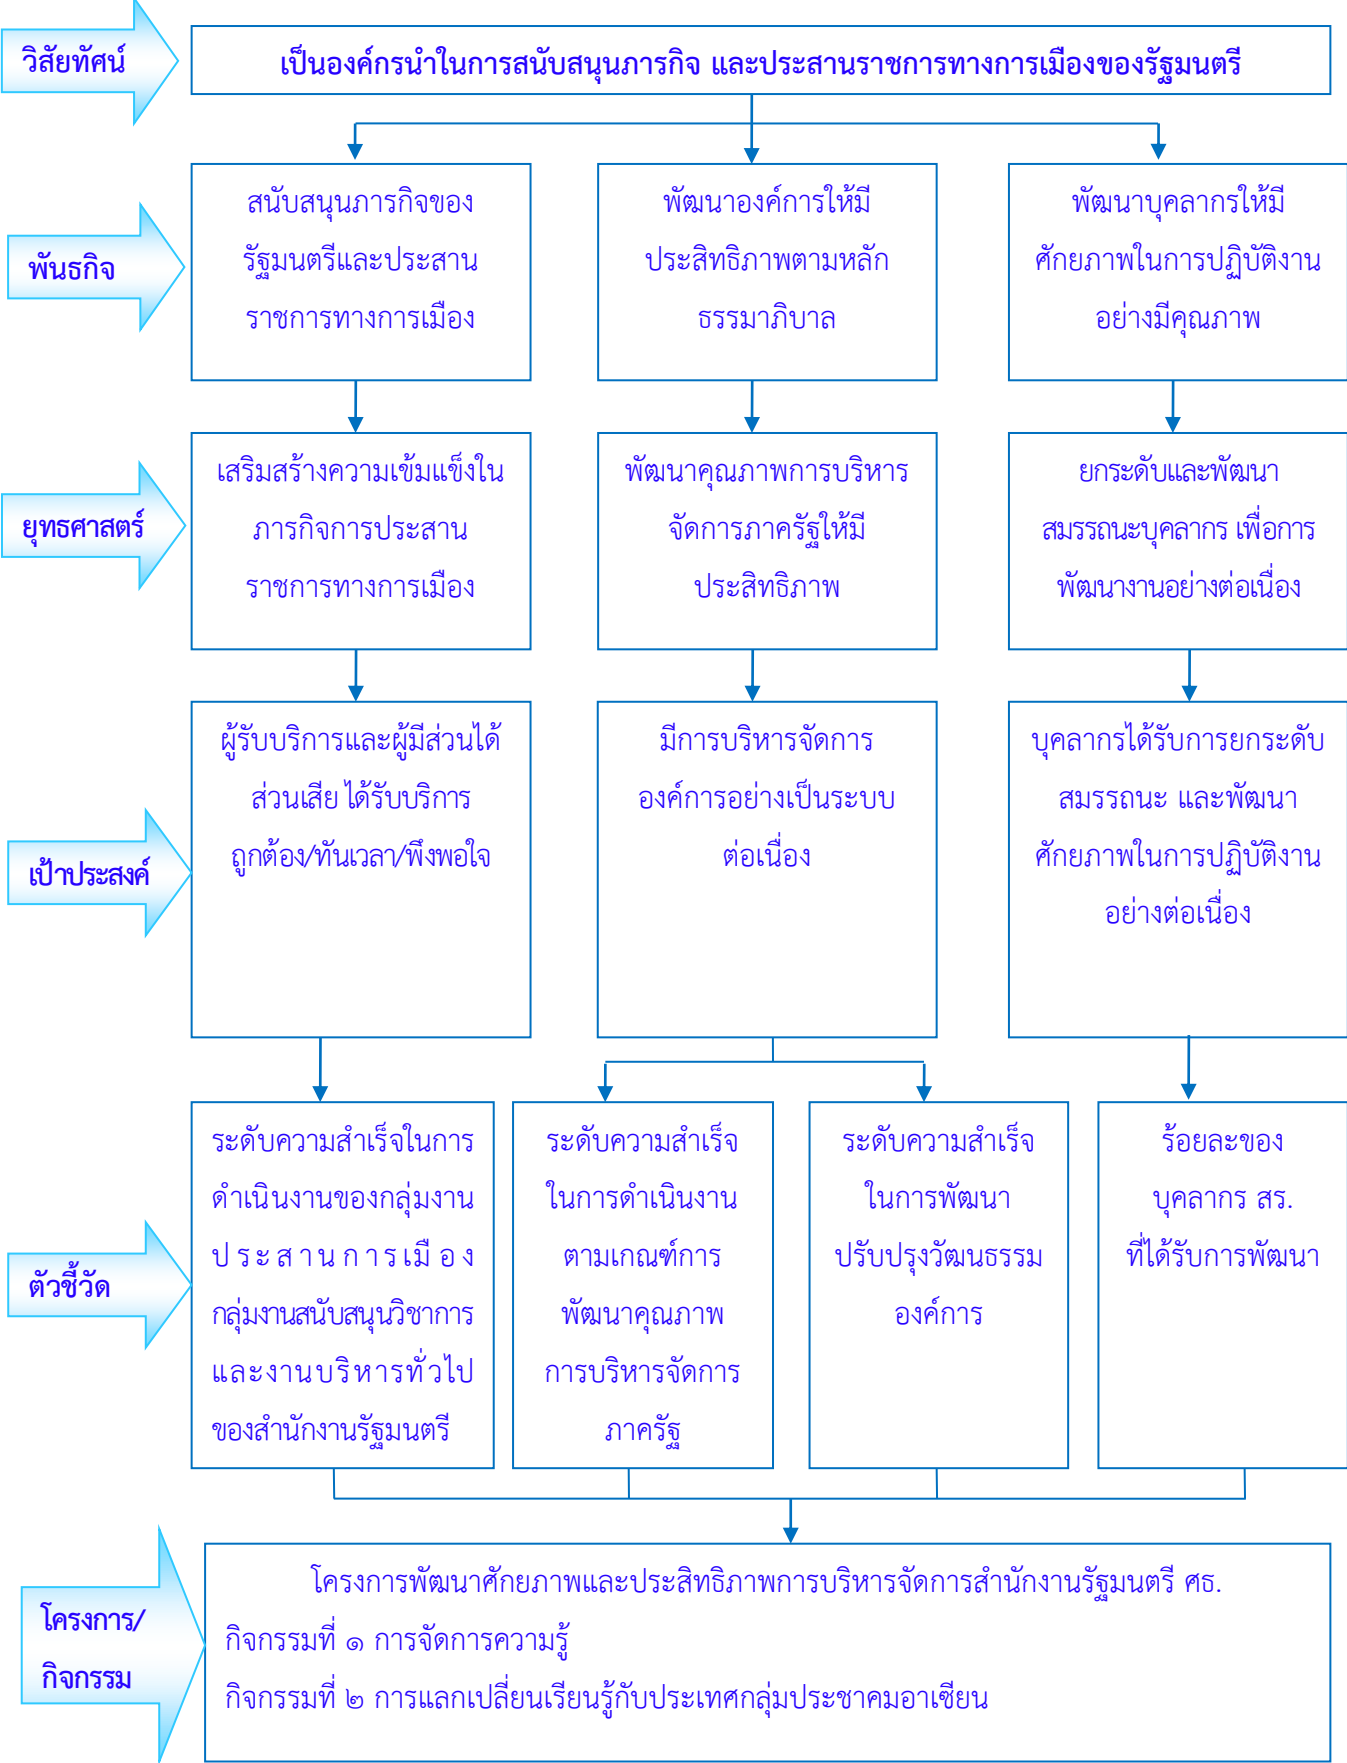 วิสัยทัศน์
เป็นองค์กรนำในการสนับสนุนภารกิจ และประสานราชการทางการเมืองของรัฐมนตรี
พันธกิจ
สนับสนุนภารกิจของ
รัฐมนตรีและประสาน
ราชการทางการเมือง
พัฒนาองค์การให้มี
ประสิทธิภาพตามหลัก
ธรรมาภิบาล
พัฒนาบุคลากรให้มี
ศักยภาพในการปฏิบัติงาน
อย่างมีคุณภาพ
ยุทธศาสตร์
เสริมสร้างความเข้มแข็งใน
ภารกิจการประสาน
ราชการทางการเมือง
พัฒนาคุณภาพการบริหาร
จัดการภาครัฐให้มี
ประสิทธิภาพ
ยกระดับและพัฒนา
สมรรถนะบุคลากร เพื่อการ
พัฒนางานอย่างต่อเนื่อง
เป้าประสงค์
ผู้รับบริการและผู้มีส่วนได้
ส่วนเสีย ได้รับบริการ
ถูกต้อง/ทันเวลา/พึงพอใจ
มีการบริหารจัดการ
องค์การอย่างเป็นระบบ
ต่อเนื่อง
บุคลากรได้รับการยกระดับ
สมรรถนะ และพัฒนา
ศักยภาพในการปฏิบัติงาน
อย่างต่อเนื่อง
ตัวชี้วัด
ระดับความสำเร็จในการ
ดำเนินงานของกลุ่มงาน
ประสานการเมือง
กลุ่มงานสนับสนุนวิชาการ
และงานบริหารทั่วไป
ของสำนักงานรัฐมนตรี
ระดับความสำเร็จ
ในการดำเนินงาน
ตามเกณฑ์การ
พัฒนาคุณภาพ
การบริหารจัดการ
ภาครัฐ
ระดับความสำเร็จ
ในการพัฒนา
ปรับปรุงวัฒนธรรม
องค์การ
ร้อยละของ
บุคลากร สร.
ที่ได้รับการพัฒนา
โครงการ/
กิจกรรม
โครงการพัฒนาศักยภาพและประสิทธิภาพการบริหารจัดการสำนักงานรัฐมนตรี ศธ.
กิจกรรมที่ ๑ การจัดการความรู้
กิจกรรมที่ ๒ การแลกเปลี่ยนเรียนรู้กับประเทศกลุ่มประชาคมอาเซียน